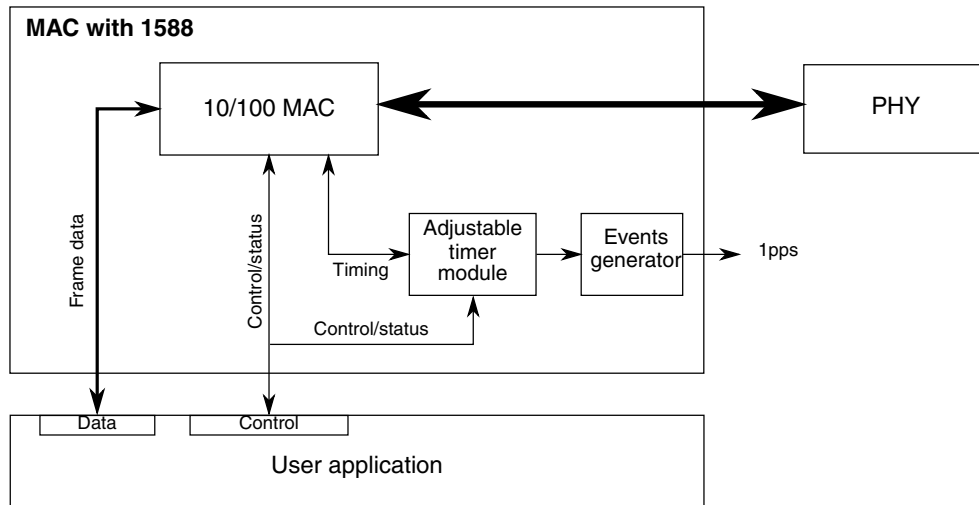 MAC with 1588
10/100 MAC
PHY
Frame data
Control/status
Timing
Adjustable
timer
module
Events
generator
1pps
Control/status
Data
Control
User application